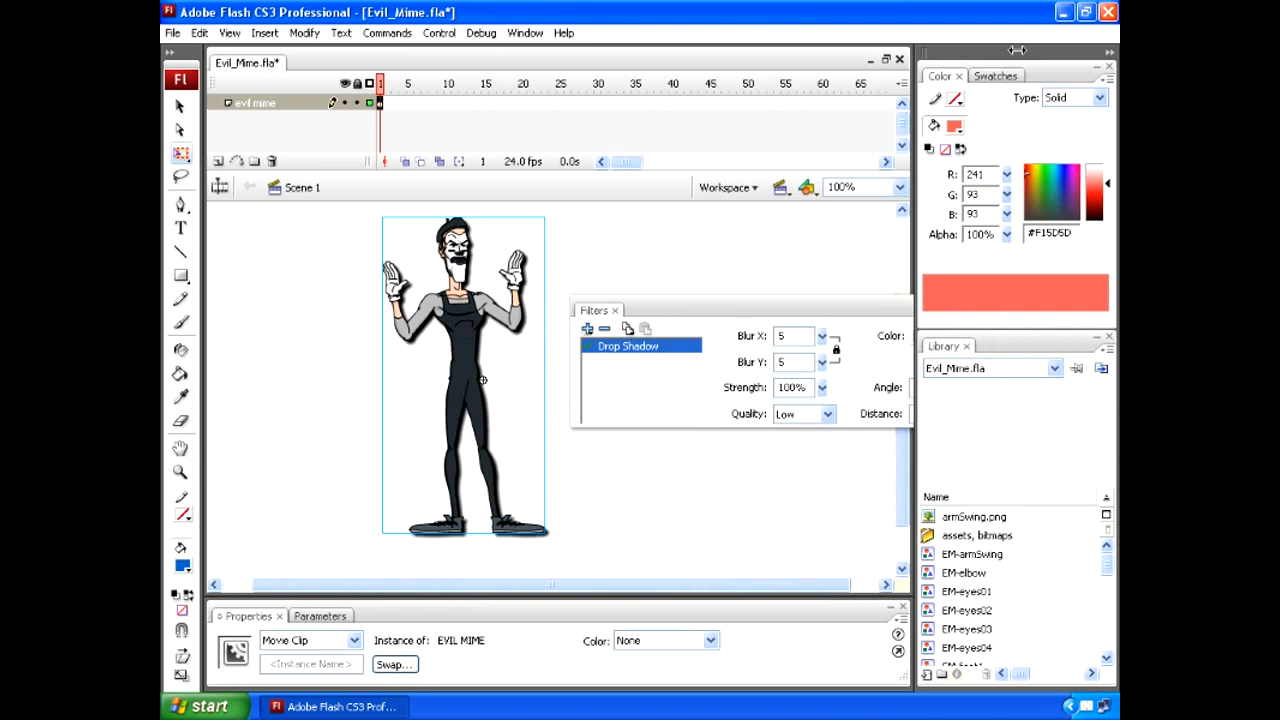 Adobe Flash CS3 Professional - [Evil_Mime.fla*]
File Edit View Insert Modify Text Commands Control Debug Window Help
Fl
Evil_Mime.fla*
1 5 10 15 20 25 30 35 40 45 50 55 60 65
evil mime
1 24.0 fps 0.0s
Scene 1
Workspace
100%
Color Swatches
Type: Solid
R: 241
G: 93
B: 93
Alpha: 100%
#F15D5D
Filters
Drop Shadow
Blur X: 5
Color:
Blur Y: 5
Strength: 100%
Angle:
Quality: Low
Distance:
Library
Evil_Mime.fla
Name
armSwing.png
assets, bitmaps
EM-armSwing
EM-elbow
EM-eyes01
EM-eyes02
EM-eyes03
EM-eyes04
Properties Parameters
Movie Clip
Instance of: EVIL MIME
Color: None
<Instance Name>
Swap...
start
Fl Adobe Flash CS3 Prof...